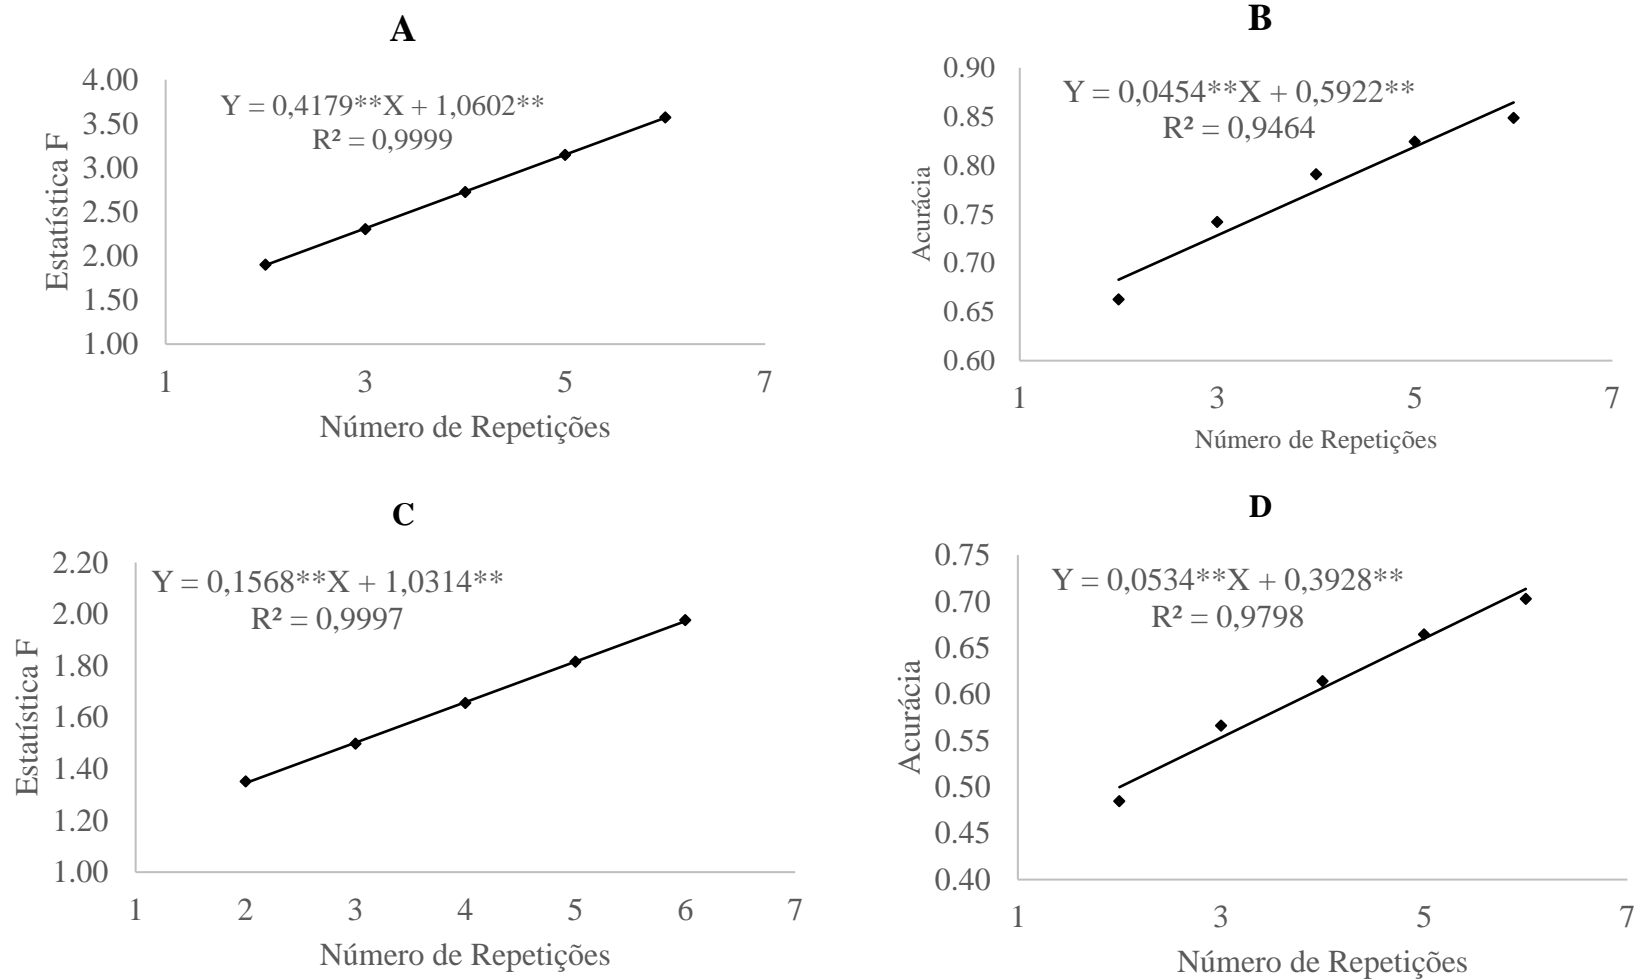 A
4.00
3.50
3.00
2.50
2.00
1.50
1.00
Estatística F
Y = 0,4179**X + 1,0602**
R² = 0,9999
1 3 5 7
Número de Repetições
B
0.90
0.85
0.80
0.75
0.70
0.65
0.60
Acurácia
Y = 0,0454**X + 0,5922**
R² = 0,9464
1 3 5 7
Número de Repetições
C
2.20
2.00
1.80
1.60
1.40
1.20
1.00
Estatística F
Y = 0,1568**X + 1,0314**
R² = 0,9997
1 2 3 4 5 6 7
Número de Repetições
D
0.75
0.70
0.65
0.60
0.55
0.50
0.45
0.40
Acurácia
Y = 0,0534**X + 0,3928**
R² = 0,9798
1 3 5 7
Número de Repetições